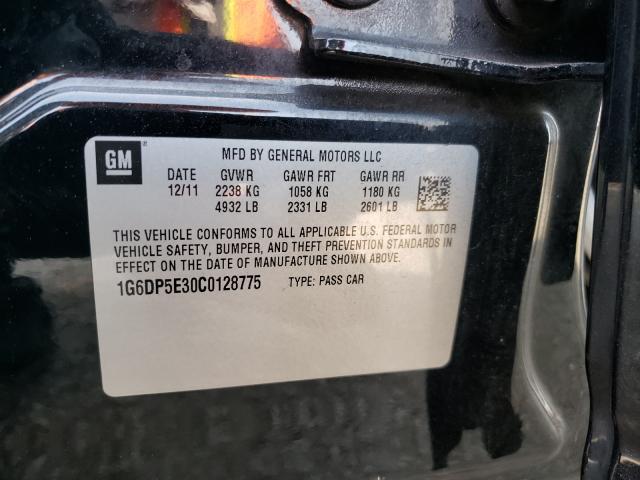 GM
MFD BY GENERAL MOTORS LLC
DATE GVWR GAWR FRT GAWR RR
12/11 2238 KG 1058 KG 1180 KG
4932 LB 2331 LB 2601 LB
THIS VEHICLE CONFORMS TO ALL APPLICABLE U.S. FEDERAL MOTOR
VEHICLE SAFETY, BUMPER, AND THEFT PREVENTION STANDARDS IN
EFFECT ON THE DATE OF MANUFACTURE SHOWN ABOVE.
1G6DP5E30C0128775 TYPE: PASS CAR